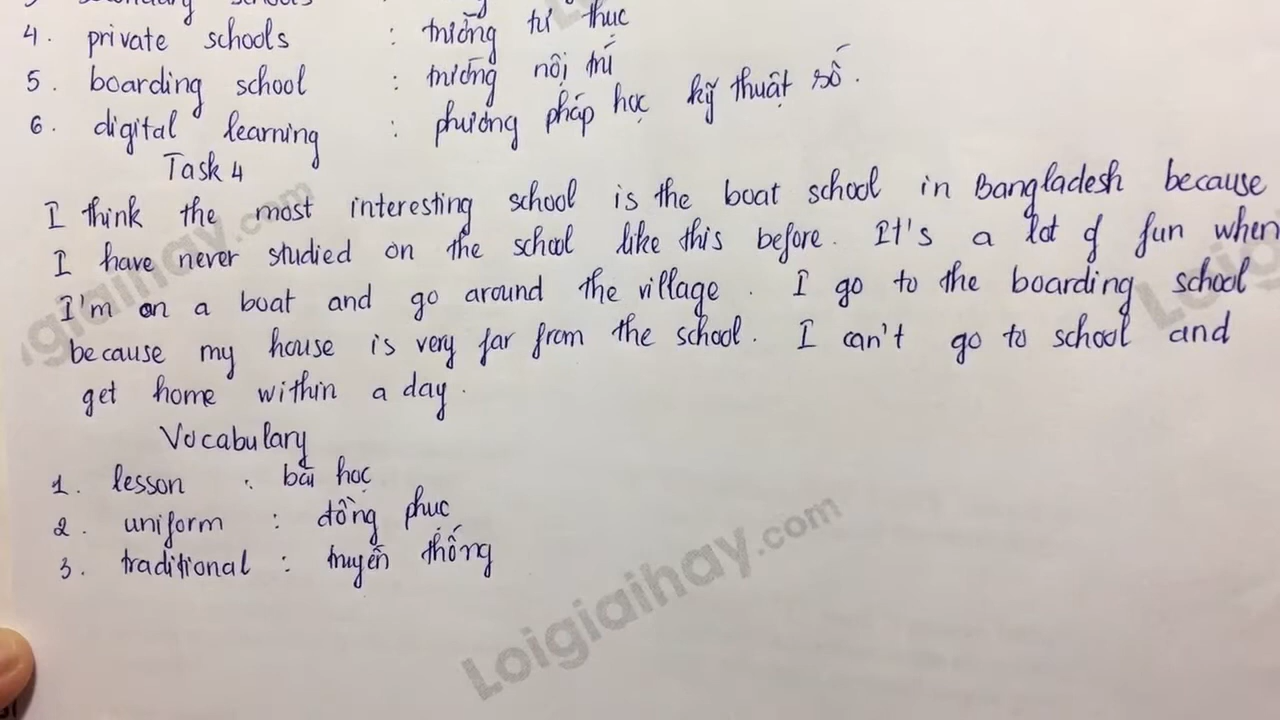 3. secondary schools :
4. private schools : trường tư thục
5. boarding school : trường nội trú
6. digital learning : phương pháp học kỹ thuật số.
Task 4
I think the most interesting school is the boat school in Bangladesh because
I have never studied on the school like this before. It's a lot of fun when
I'm on a boat and go around the village. I go to the boarding school
because my house is very far from the school. I can't go to school and
get home within a day.
Vocabulary
1. lesson : bài học
2. uniform : đồng phục
3. traditional : truyền thống
Loigiaihay.com